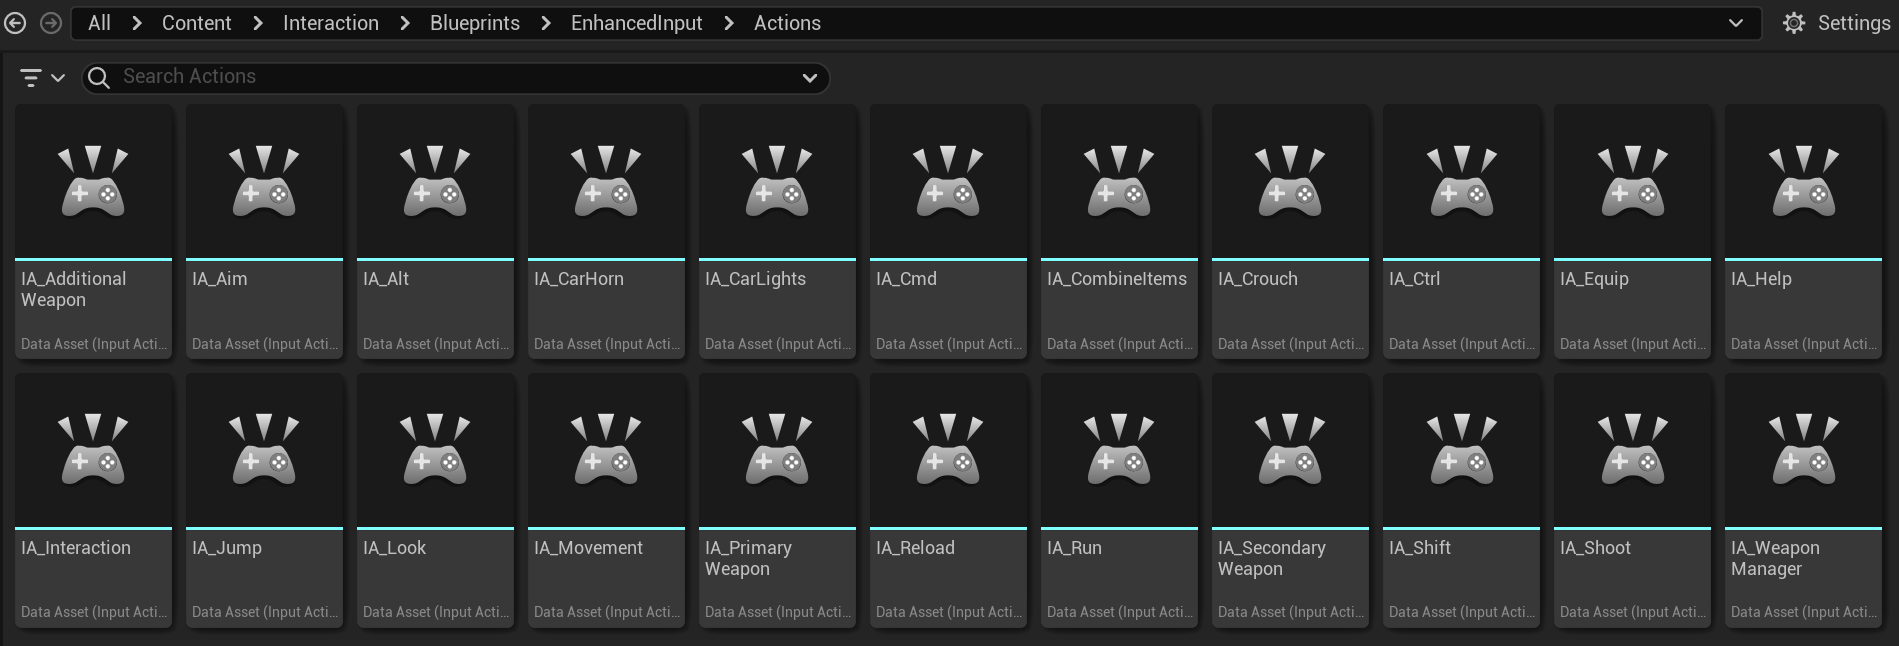 All > Content > Interaction > Blueprints > EnhancedInput > Actions
Settings
Search Actions
IA_Additional
Weapon
IA_Aim
IA_Alt
IA_CarHorn
IA_CarLights
IA_Cmd
IA_CombineItems
IA_Crouch
IA_Ctrl
IA_Equip
IA_Help
Data Asset (Input Acti...
Data Asset (Input Acti...
Data Asset (Input Acti...
Data Asset (Input Acti...
Data Asset (Input Acti...
Data Asset (Input Acti...
Data Asset (Input Acti...
Data Asset (Input Acti...
Data Asset (Input Acti...
Data Asset (Input Acti...
Data Asset (Input Acti...
IA_Interaction
IA_Jump
IA_Look
IA_Movement
IA_Primary
Weapon
IA_Reload
IA_Run
IA_Secondary
Weapon
IA_Shift
IA_Shoot
IA_Weapon
Manager
Data Asset (Input Acti...
Data Asset (Input Acti...
Data Asset (Input Acti...
Data Asset (Input Acti...
Data Asset (Input Acti...
Data Asset (Input Acti...
Data Asset (Input Acti...
Data Asset (Input Acti...
Data Asset (Input Acti...
Data Asset (Input Acti...
Data Asset (Input Acti...